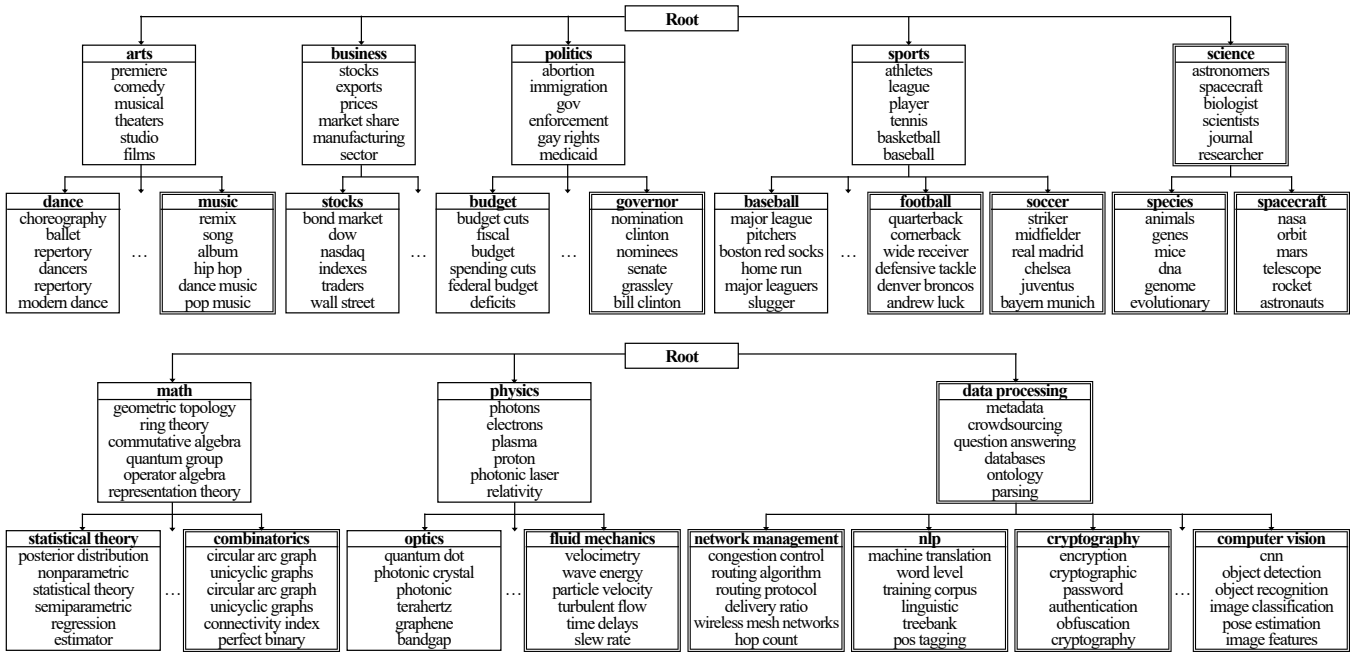 Root
arts
premiere
comedy
musical
theaters
studio
films
business
stocks
exports
prices
market share
manufacturing
sector
politics
abortion
immigration
gov
enforcement
gay rights
medicaid
sports
athletes
league
player
tennis
basketball
baseball
science
astronomers
spacecraft
biologist
scientists
journal
researcher
dance
choreography
ballet
repertory
dancers
repertory
modern dance
...
music
remix
song
album
hip hop
dance music
pop music
stocks
bond market
dow
nasdaq
indexes
traders
wall street
...
budget
budget cuts
fiscal
budget
spending cuts
federal budget
deficits
...
governor
nomination
clinton
nominees
senate
grassley
bill clinton
baseball
major league
pitchers
boston red socks
home run
major leaguers
slugger
...
football
quarterback
cornerback
wide receiver
defensive tackle
denver broncos
andrew luck
soccer
striker
midfielder
real madrid
chelsea
juventus
bayern munich
species
animals
genes
mice
dna
genome
evolutionary
spacecraft
nasa
orbit
mars
telescope
rocket
astronauts
Root
math
geometric topology
ring theory
commutative algebra
quantum group
operator algebra
representation theory
physics
photons
electrons
plasma
proton
photonic laser
relativity
data processing
metadata
crowdsourcing
question answering
databases
ontology
parsing
statistical theory
posterior distribution
nonparametric
statistical theory
semiparametric
regression
estimator
...
combinatorics
circular arc graph
unicyclic graphs
circular arc graph
unicyclic graphs
connectivity index
perfect binary
optics
quantum dot
photonic crystal
photonic
terahertz
graphene
bandgap
...
fluid mechanics
velocimetry
wave energy
particle velocity
turbulent flow
time delays
slew rate
network management
congestion control
routing algorithm
routing protocol
delivery ratio
wireless mesh networks
hop count
nlp
machine translation
word level
training corpus
linguistic
treebank
pos tagging
cryptography
encryption
cryptographic
password
authentication
obfuscation
cryptography
...
computer vision
cnn
object detection
object recognition
image classification
pose estimation
image features